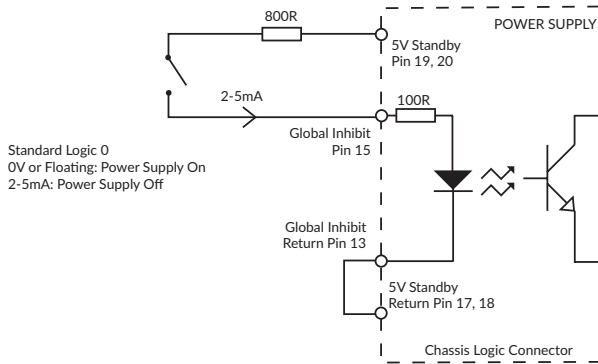 800R
POWER SUPPLY
5V Standby
Pin 19, 20
2-5mA
100R
Global Inhibit
Pin 15
Standard Logic 0
0V or Floating: Power Supply On
2-5mA: Power Supply Off
Global Inhibit
Return Pin 13
5V Standby
Return Pin 17, 18
Chassis Logic Connector